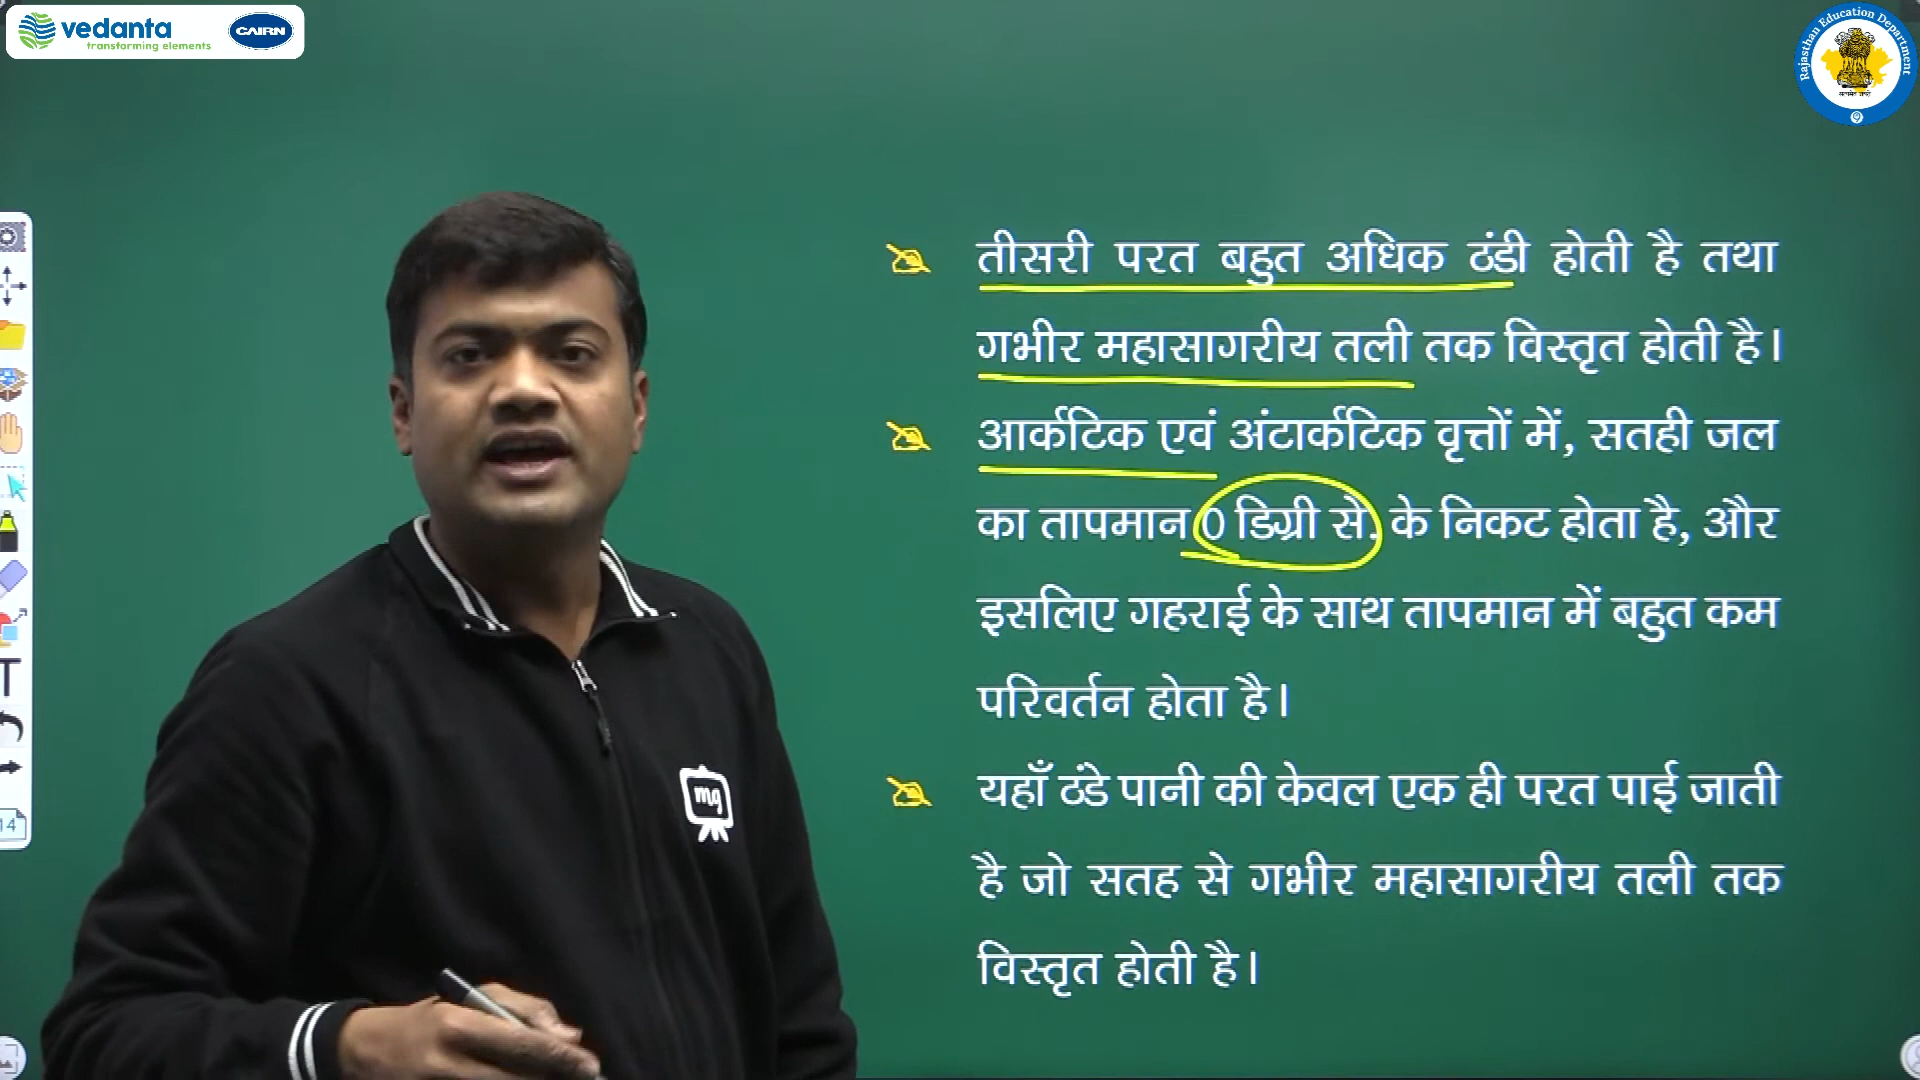 vedanta
transforming elements
CAIRN
Rajasthan Education Department
तीसरी परत बहुत अधिक ठंडी होती है तथा
गभीर महासागरीय तली तक विस्तृत होती है।
आर्कटिक एवं अंटार्कटिक वृत्तों में, सतही जल
का तापमान 0 डिग्री से. के निकट होता है, और
इसलिए गहराई के साथ तापमान में बहुत कम
परिवर्तन होता है।
यहाँ ठंडे पानी की केवल एक ही परत पाई जाती
है जो सतह से गभीर महासागरीय तली तक
विस्तृत होती है।
mg
T
14